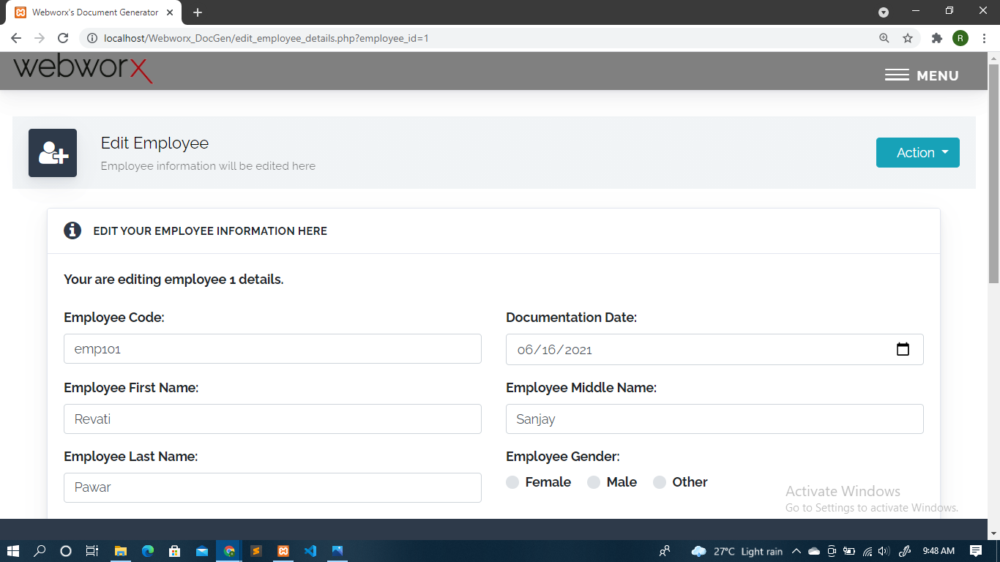 Webworx's Document Generator
localhost/Webworx_DocGen/edit_employee_details.php?employee_id=1
R
webworx
MENU
Edit Employee
Employee information will be edited here
Action
EDIT YOUR EMPLOYEE INFORMATION HERE
Your are editing employee 1 details.
Employee Code:
Documentation Date:
emp101
06/16/2021
Employee First Name:
Employee Middle Name:
Revati
Sanjay
Employee Last Name:
Employee Gender:
Pawar
Female Male Other
Activate Windows
Go to Settings to activate Windows.
27°C Light rain
9:48 AM